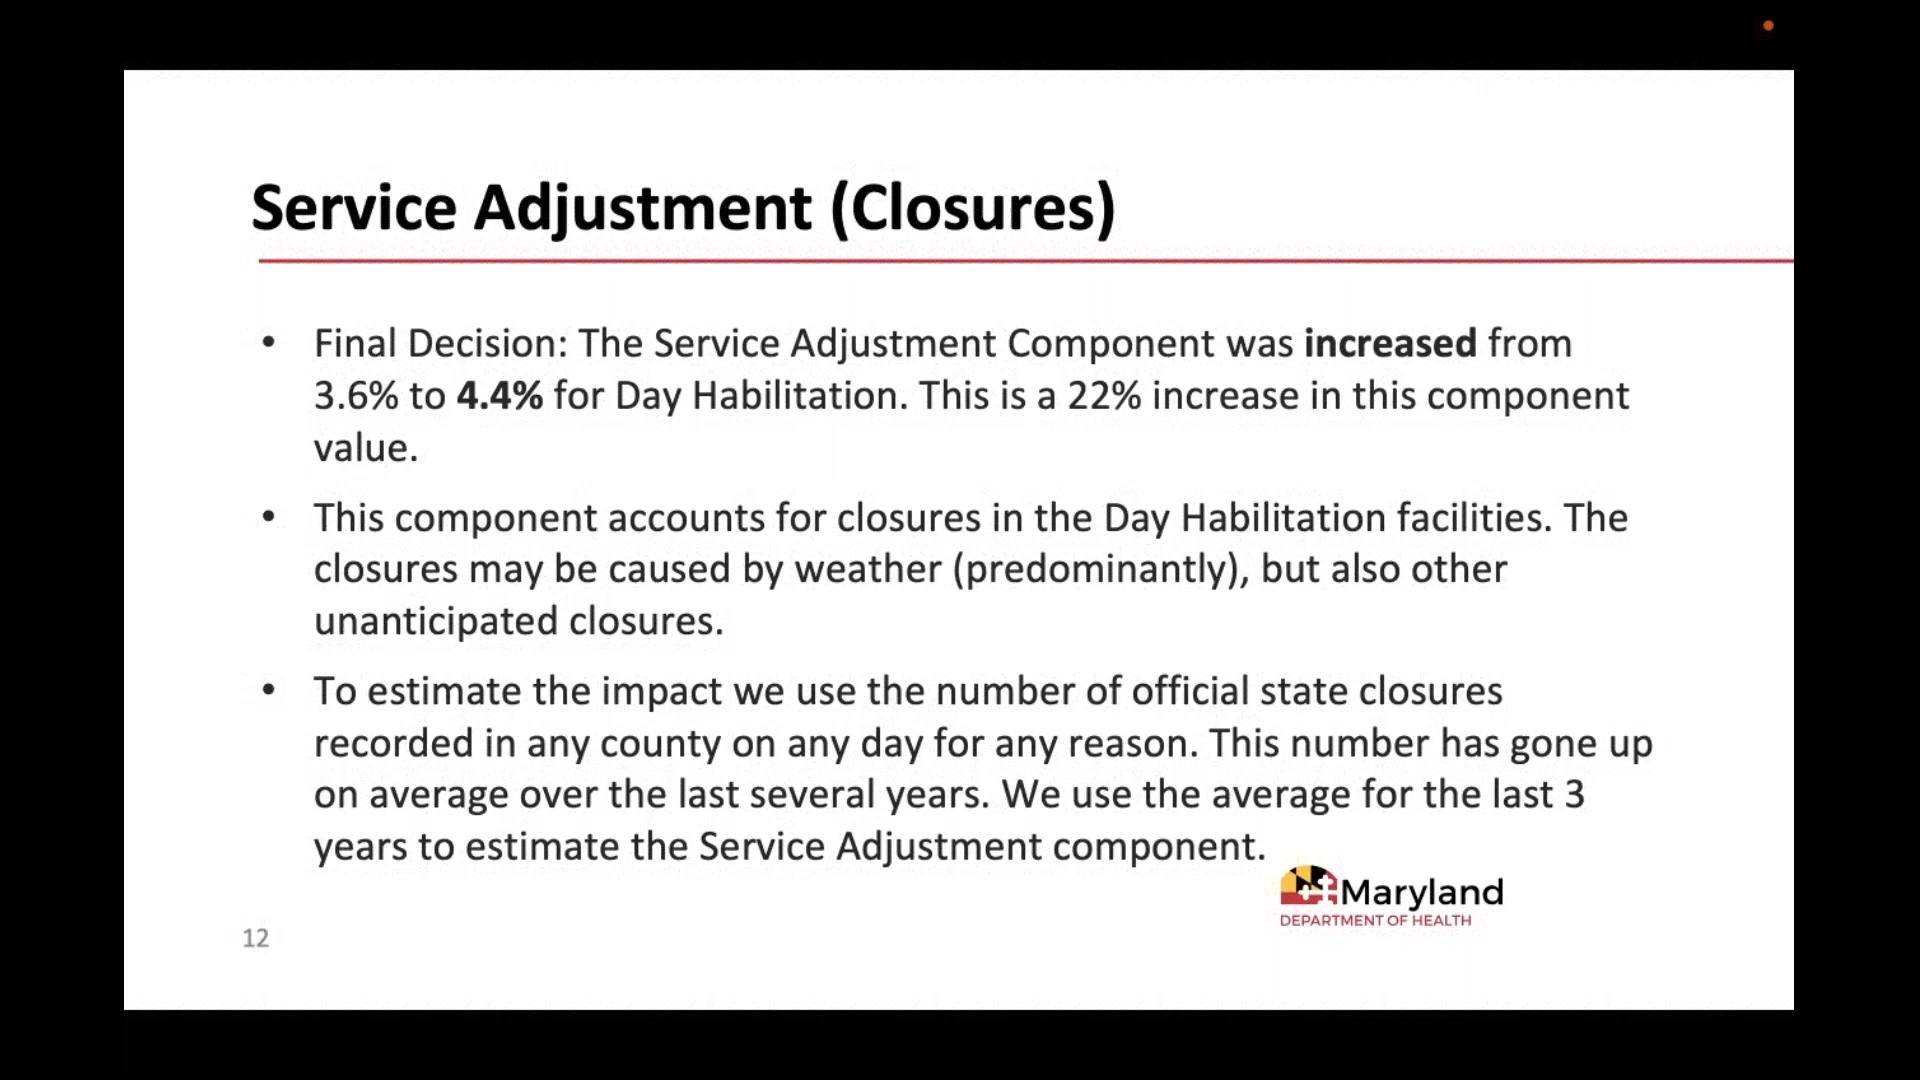 Service Adjustment (Closures)
• Final Decision: The Service Adjustment Component was increased from
3.6% to 4.4% for Day Habilitation. This is a 22% increase in this component
value.
• This component accounts for closures in the Day Habilitation facilities. The
closures may be caused by weather (predominantly), but also other
unanticipated closures.
• To estimate the impact we use the number of official state closures
recorded in any county on any day for any reason. This number has gone up
on average over the last several years. We use the average for the last 3
years to estimate the Service Adjustment component.
Maryland
DEPARTMENT OF HEALTH
12